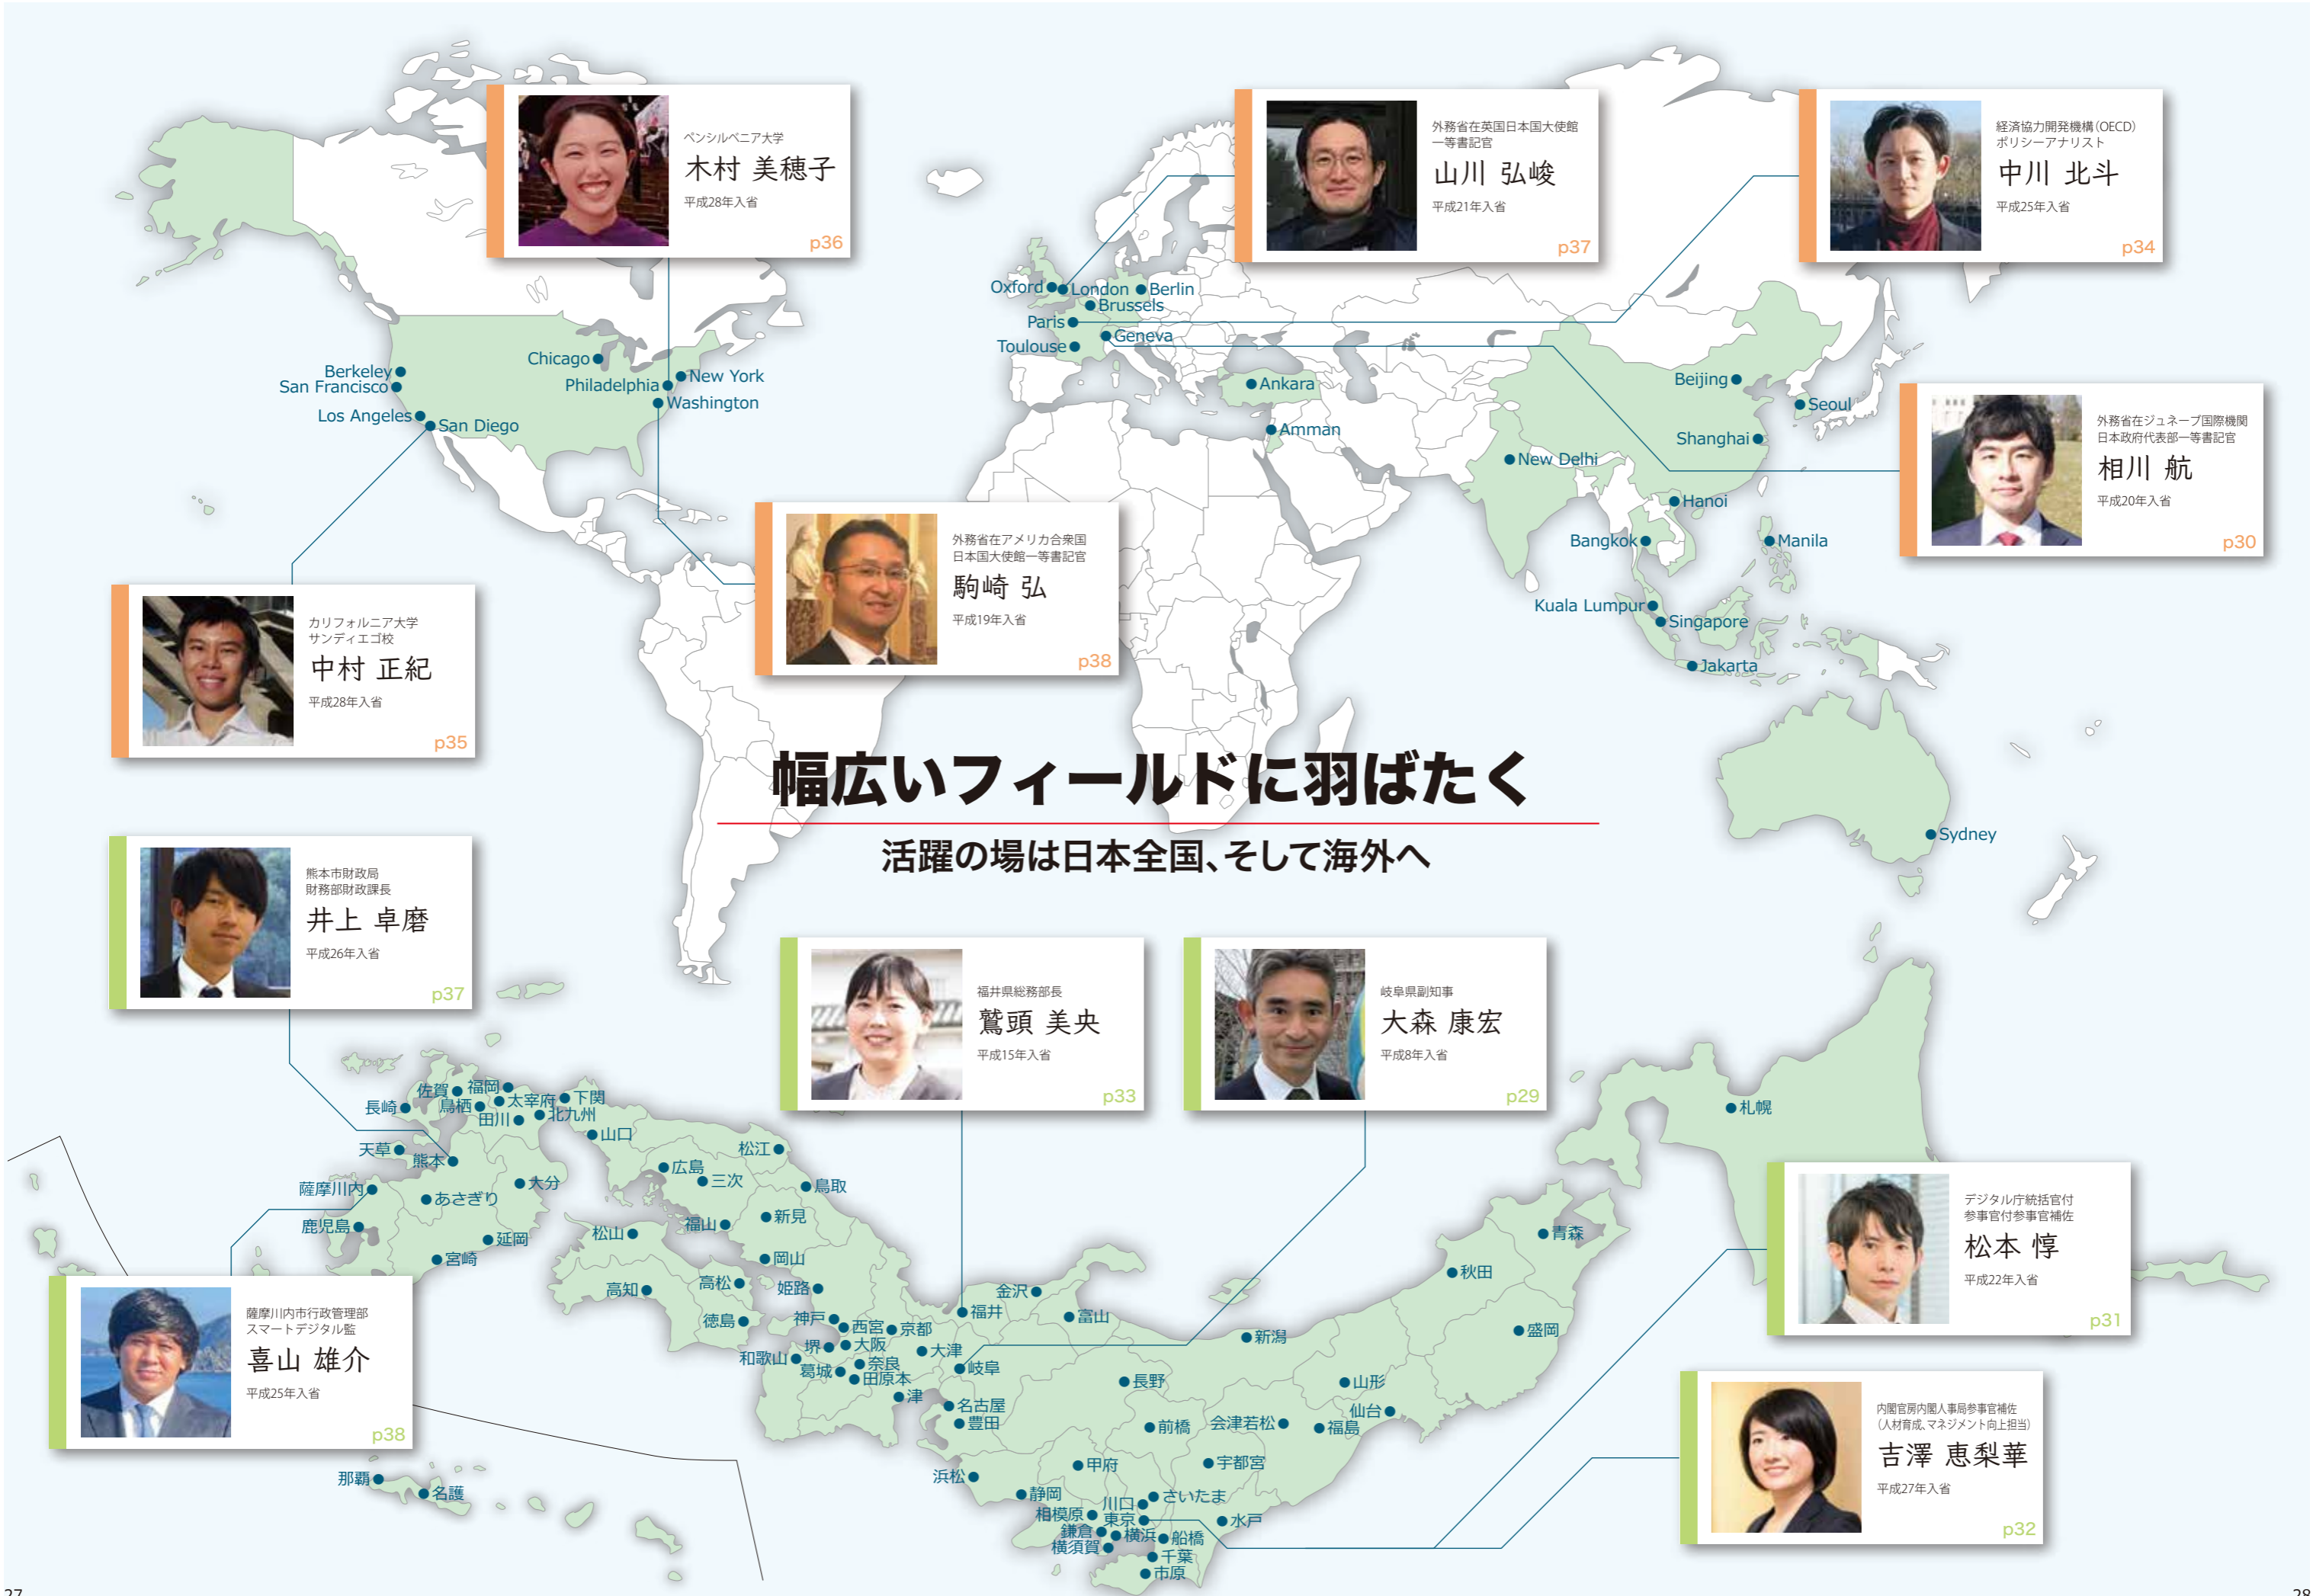 ペンシルベニア大学
木村 美穂子
平成28年入省
p36
外務省在英国日本国大使館
一等書記官
山川 弘峻
平成21年入省
p37
経済協力開発機構(OECD)
ポリシーアナリスト
中川 北斗
平成25年入省
p34
Oxford
London
Berlin
Brussels
Paris
Geneva
Toulouse
Chicago
Berkeley
San Francisco
New York
Philadelphia
Washington
Los Angeles
San Diego
Ankara
Amman
New Delhi
Beijing
Seoul
Shanghai
Hanoi
Bangkok
Manila
Kuala Lumpur
Singapore
Jakarta
Sydney
外務省在ジュネーブ国際機関
日本政府代表部一等書記官
相川 航
平成20年入省
p30
外務省在アメリカ合衆国
日本国大使館一等書記官
駒崎 弘
平成19年入省
p38
カリフォルニア大学
サンディエゴ校
中村 正紀
平成28年入省
p35
幅広いフィールドに羽ばたく
活躍の場は日本全国、そして海外へ
熊本市財政局
財務部財政課長
井上 卓磨
平成26年入省
p37
福井県総務部長
鷲頭 美央
平成15年入省
p33
岐阜県副知事
大森 康宏
平成8年入省
p29
佐賀
福岡
長崎
鳥栖
太宰府
下関
田川
北九州
山口
天草
熊本
松江
広島
三次
薩摩川内
あさぎり
大分
鳥取
鹿児島
延岡
宮崎
松山
福山
新見
岡山
高知
高松
姫路
徳島
神戸
西宮
京都
堺
大阪
大津
和歌山
葛城
奈良
田原本
津
福井
金沢
富山
岐阜
名古屋
豊田
長野
新潟
札幌
青森
秋田
盛岡
山形
仙台
前橋
会津若松
福島
浜松
甲府
宇都宮
静岡
川口
さいたま
相模原
東京
水戸
鎌倉
横浜
船橋
横須賀
千葉
市原
那覇
名護
デジタル庁統括官付
参事官付参事官補佐
松本 惇
平成22年入省
p31
薩摩川内市行政管理部
スマートデジタル監
喜山 雄介
平成25年入省
p38
内閣官房内閣人事局参事官補佐
(人材育成、マネジメント向上担当)
吉澤 恵梨華
平成27年入省
p32
27
28